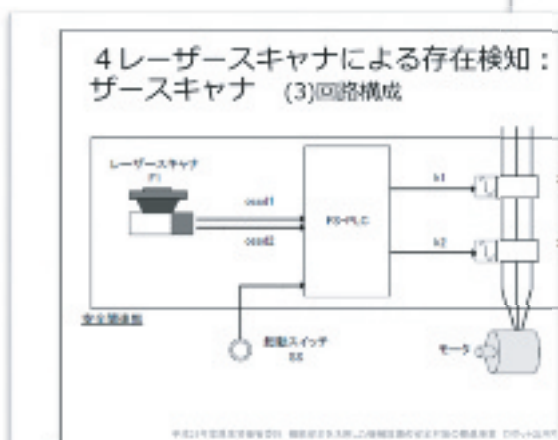 4レーザースキャナによる存在検知：
ザースキャナ　(3)回路構成
レーザースキャナ
ossd1
k1
FS-PLC
ossd2
k2
安全関連部
起動スイッチ
SS
モータ